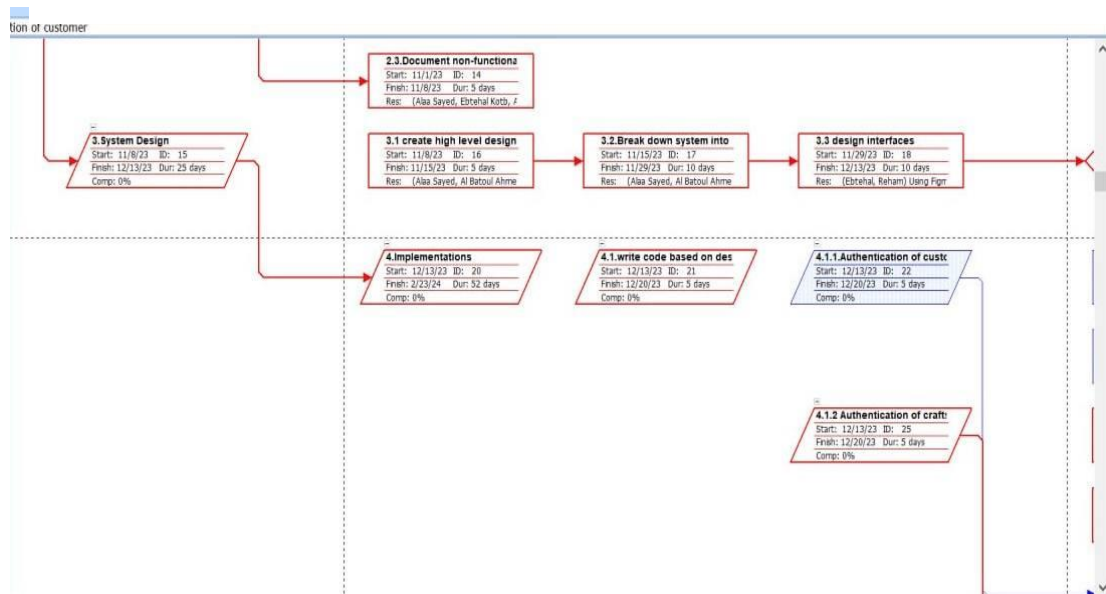 tion of customer
2.3.Document non-functiona
Start: 11/1/23 ID: 14
Finish: 11/8/23 Dur: 5 days
Res: (Alaa Sayed, Ebtehal Kotb, A
3.System Design
Start: 11/8/23 ID: 15
Finish: 12/13/23 Dur: 25 days
Comp: 0%
3.1 create high level design
Start: 11/8/23 ID: 16
Finish: 11/15/23 Dur: 5 days
Res: (Alaa Sayed, Al Batoul Ahme
3.2.Break down system into
Start: 11/15/23 ID: 17
Finish: 11/29/23 Dur: 10 days
Res: (Alaa Sayed, Al Batoul Ahme
3.3 design interfaces
Start: 11/29/23 ID: 18
Finish: 12/13/23 Dur: 10 days
Res: (Ebtehal, Reham) Using Figm
4.Implementations
Start: 12/13/23 ID: 20
Finish: 2/23/24 Dur: 52 days
Comp: 0%
4.1.write code based on des
Start: 12/13/23 ID: 21
Finish: 12/20/23 Dur: 5 days
Comp: 0%
4.1.1.Authentication of custo
Start: 12/13/23 ID: 22
Finish: 12/20/23 Dur: 5 days
Comp: 0%
4.1.2 Authentication of crafts
Start: 12/13/23 ID: 25
Finish: 12/20/23 Dur: 5 days
Comp: 0%